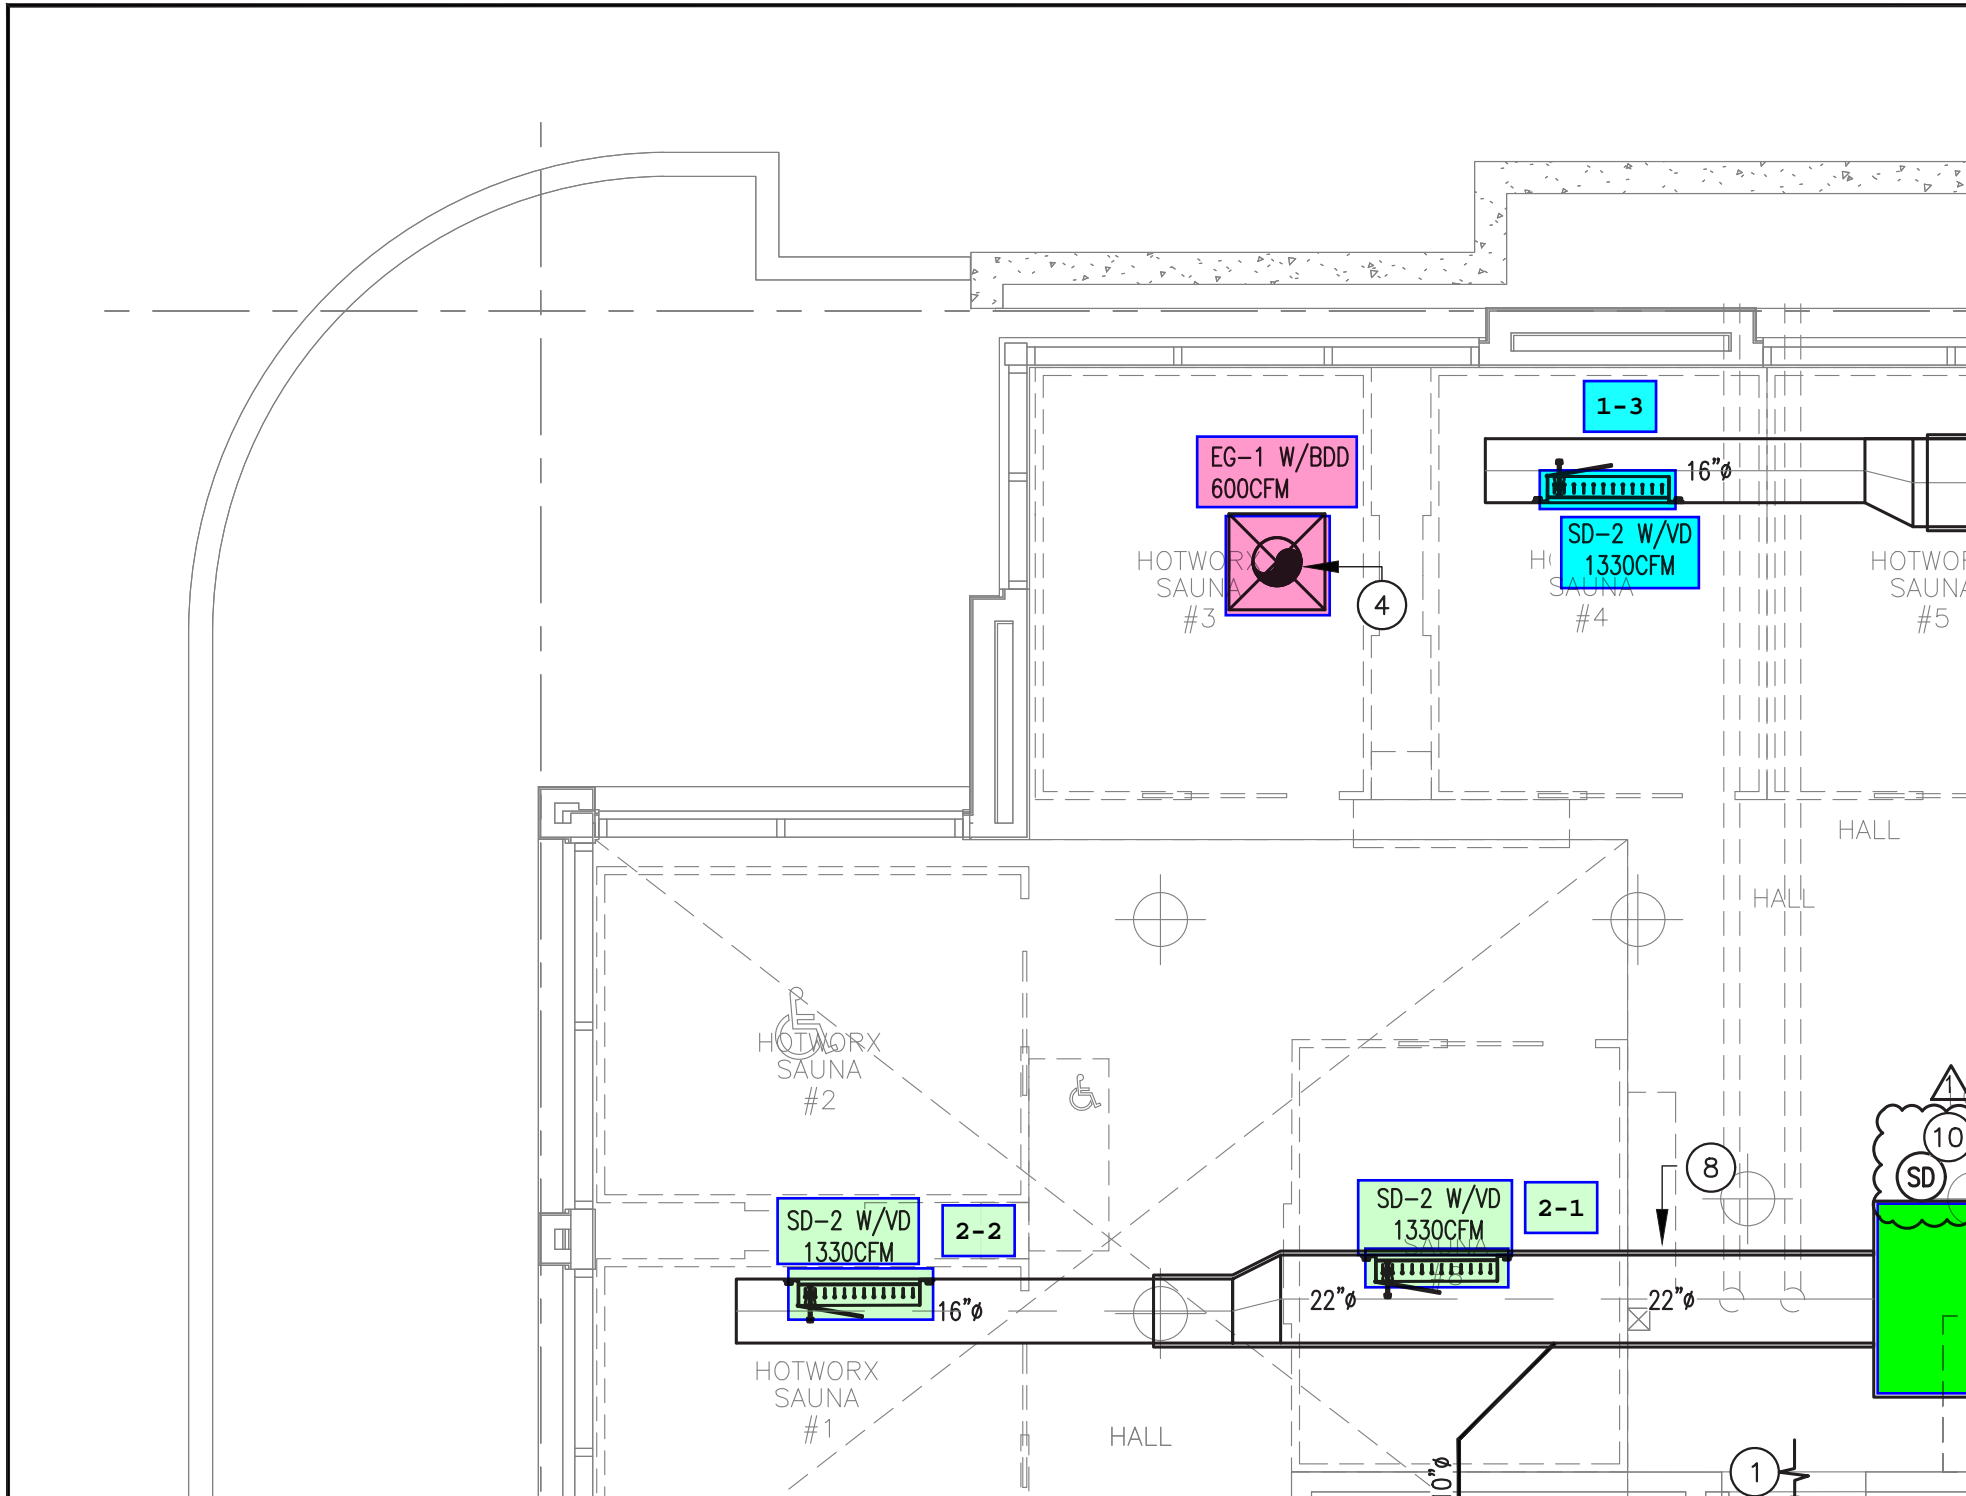 1-3
EG-1 W/BDD
600CFM
16"ø
SD-2 W/VD
1330CFM
HOTWORX
SAUNA
#3
4
SAUNA
#4
SAUNA
#5
HALL
HALL
HOTWORX
SAUNA
#2
1
10
SD
8
SD-2 W/VD
1330CFM
2-2
SD-2 W/VD
1330CFM
2-1
16"ø
22"ø
22"ø
HOTWORX
SAUNA
#1
HALL
1